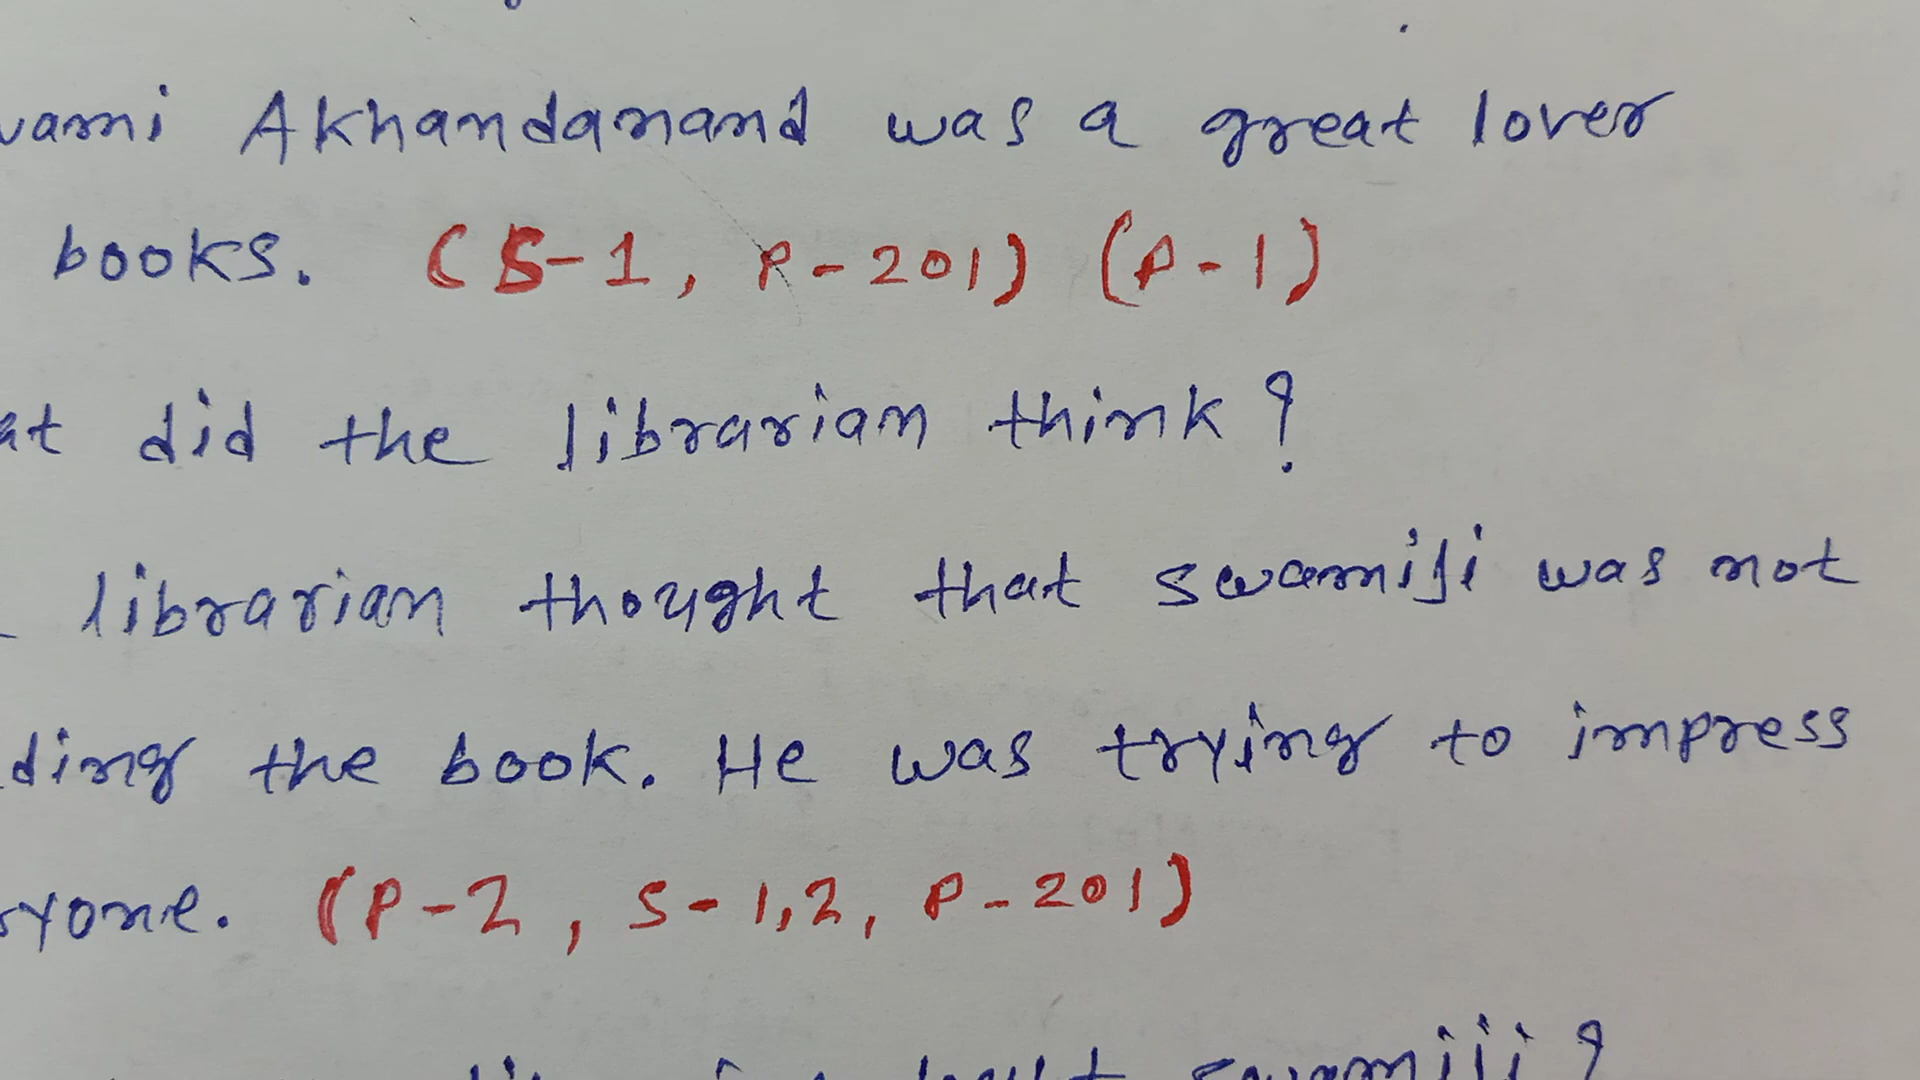 Akhandanand was a great lover
books. (S-1, P-201) (P-1)
did the librarian think?
librarian thought that swamiji was not
the book. He was trying to impress
(P-2, S-1,2, P-201)
swamiji?